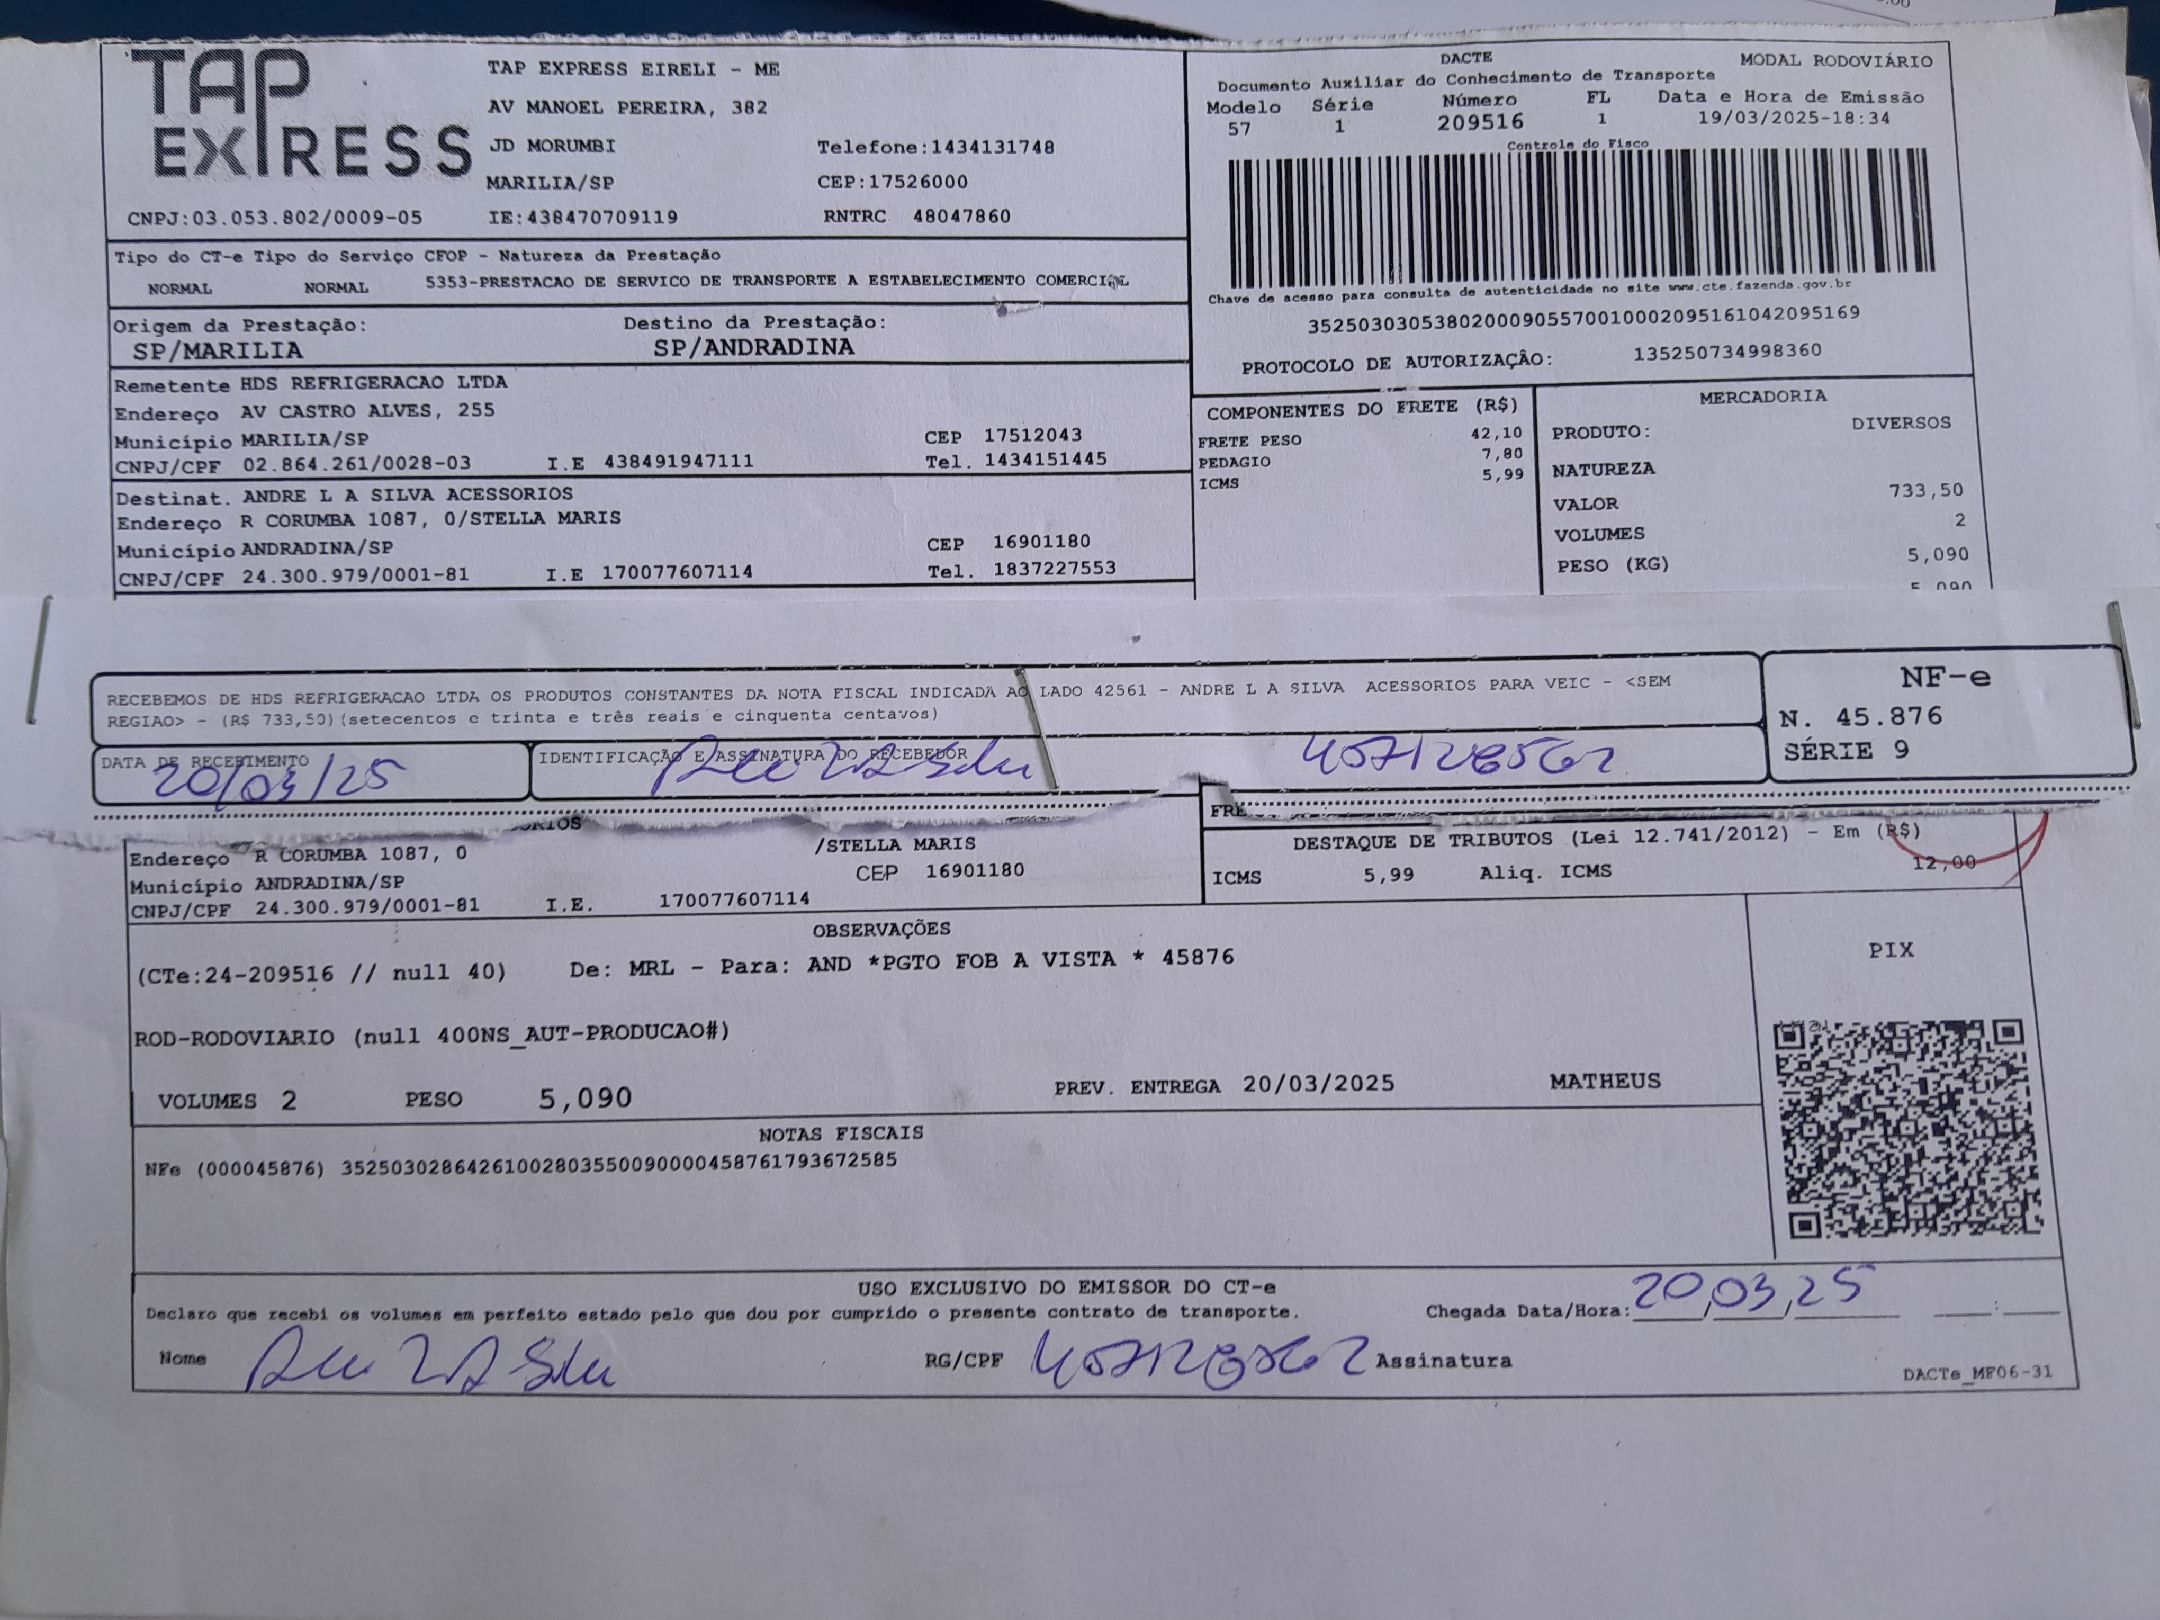 TAP EXPRESS
TAP EXPRESS EIRELI - ME
AV MANOEL PEREIRA, 382
JD MORUMBI Telefone:1434131748
MARILIA/SP CEP:17526000
CNPJ:03.053.802/0009-05 IE:438470709119 RNTRC 48047860
DACTE MODAL RODOVIÁRIO
Documento Auxiliar do Conhecimento de Transporte
Modelo Série Número FL Data e Hora de Emissão
57 1 209516 1 19/03/2025-18:34
Controle do Fisco
Chave de acesso para consulta de autenticidade no site www.cte.fazenda.gov.br
35250303053802000905570010002095161042095169
PROTOCOLO DE AUTORIZAÇÃO: 135250734998360
Tipo do CT-e Tipo do Serviço CFOP - Natureza da Prestação
NORMAL NORMAL 5353-PRESTACAO DE SERVICO DE TRANSPORTE A ESTABELECIMENTO COMERCIAL
Origem da Prestação: Destino da Prestação:
SP/MARILIA SP/ANDRADINA
Remetente HDS REFRIGERACAO LTDA
Endereço AV CASTRO ALVES, 255
Município MARILIA/SP CEP 17512043
CNPJ/CPF 02.864.261/0028-03 I.E 438491947111 Tel. 1434151445
Destinat. ANDRE L A SILVA ACESSORIOS
Endereço R CORUMBA 1087, 0/STELLA MARIS
Município ANDRADINA/SP CEP 16901180
CNPJ/CPF 24.300.979/0001-81 I.E 170077607114 Tel. 1837227553
COMPONENTES DO FRETE (R$)
FRETE PESO 42,10
PEDAGIO 7,80
ICMS 5,99
MERCADORIA
PRODUTO: DIVERSOS
NATUREZA
VALOR 733,50
VOLUMES 2
PESO (KG) 5,090
5,090
RECEBEMOS DE HDS REFRIGERACAO LTDA OS PRODUTOS CONSTANTES DA NOTA FISCAL INDICADA AO LADO 42561 - ANDRE L A SILVA ACESSORIOS PARA VEIC - <SEM
REGIAO> - (R$ 733,50)(setecentos e trinta e três reais e cinquenta centavos)
DATA DE RECEBIMENTO IDENTIFICAÇÃO E ASSINATURA DO RECEBEDOR
20/03/25
NF-e
N. 45.876
SÉRIE 9
Endereço R CORUMBA 1087, 0 /STELLA MARIS
Município ANDRADINA/SP CEP 16901180
CNPJ/CPF 24.300.979/0001-81 I.E. 170077607114
DESTAQUE DE TRIBUTOS (Lei 12.741/2012) - Em (R$)
ICMS 5,99 Aliq. ICMS 12,00
OBSERVAÇÕES
(CTe:24-209516 // null 40) De: MRL - Para: AND *PGTO FOB A VISTA * 45876
ROD-RODOVIARIO (null 400NS_AUT-PRODUCAO#)
VOLUMES 2 PESO 5,090 PREV. ENTREGA 20/03/2025 MATHEUS
PIX
NOTAS FISCAIS
NFe (000045876) 35250302864261002803550090000458761793672585
USO EXCLUSIVO DO EMISSOR DO CT-e
Declaro que recebi os volumes em perfeito estado pelo que dou por cumprido o presente contrato de transporte. Chegada Data/Hora: 20/03/25
Nome RG/CPF Assinatura
DACTe_MF06-31